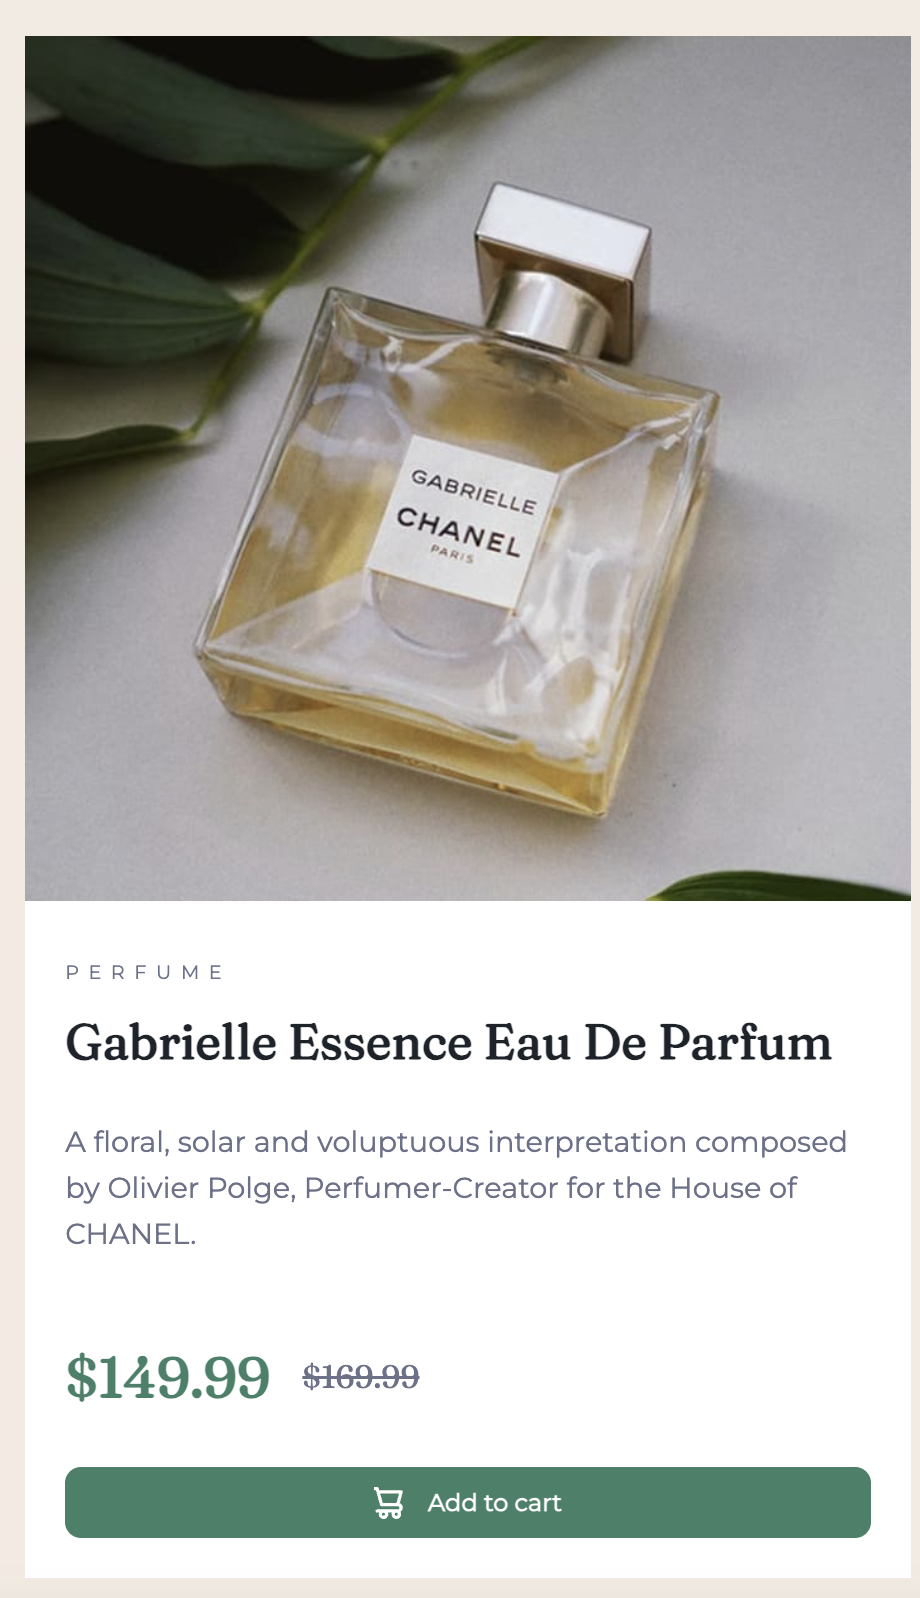 GABRIELLE
CHANEL
PARIS
PERFUME
Gabrielle Essence Eau De Parfum
A floral, solar and voluptuous interpretation composed
by Olivier Polge, Perfumer-Creator for the House of
CHANEL.
$149.99 $169.99
Add to cart